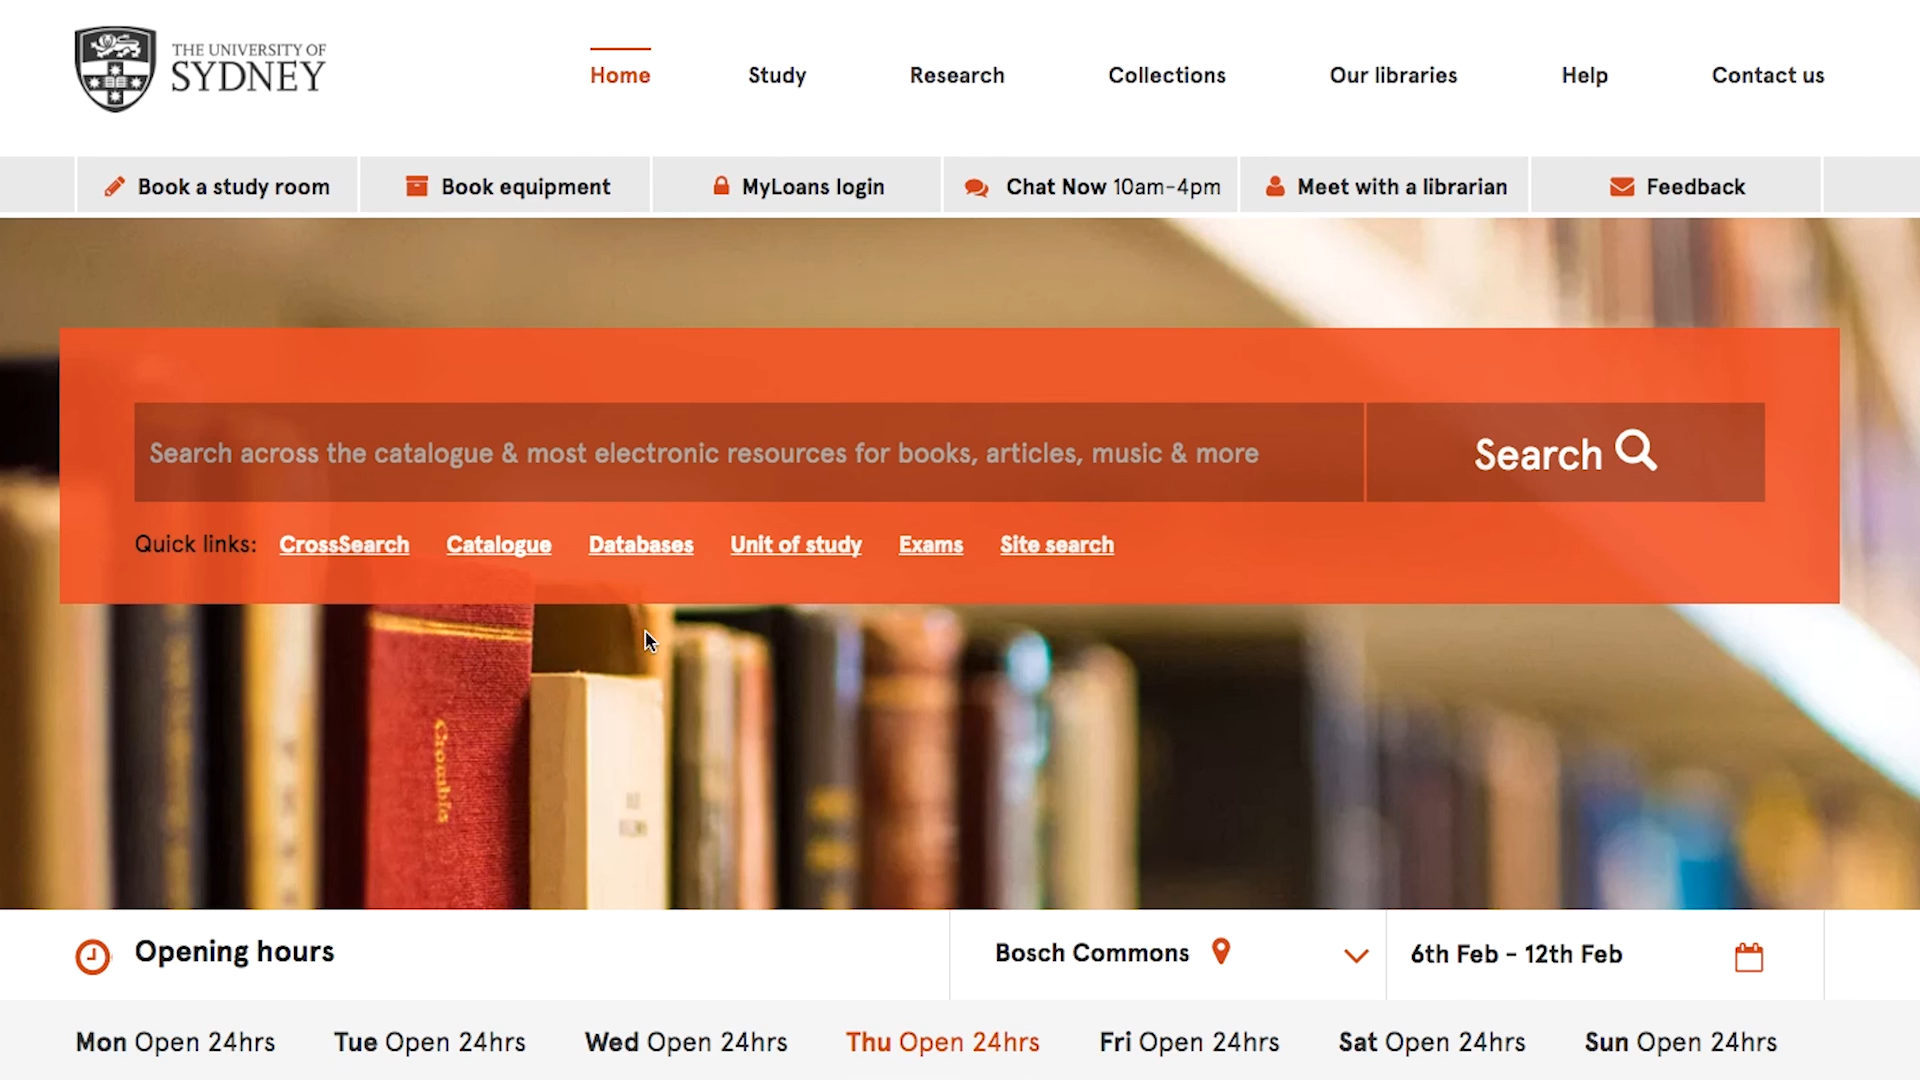 THE UNIVERSITY OF
SYDNEY
Home Study Research Collections Our libraries Help Contact us
Book a study room Book equipment MyLoans login Chat Now 10am-4pm Meet with a librarian Feedback
Search across the catalogue & most electronic resources for books, articles, music & more
Search
Quick links: CrossSearch Catalogue Databases Unit of study Exams Site search
Crombie
Opening hours
Bosch Commons
6th Feb - 12th Feb
Mon Open 24hrs Tue Open 24hrs Wed Open 24hrs Thu Open 24hrs Fri Open 24hrs Sat Open 24hrs Sun Open 24hrs